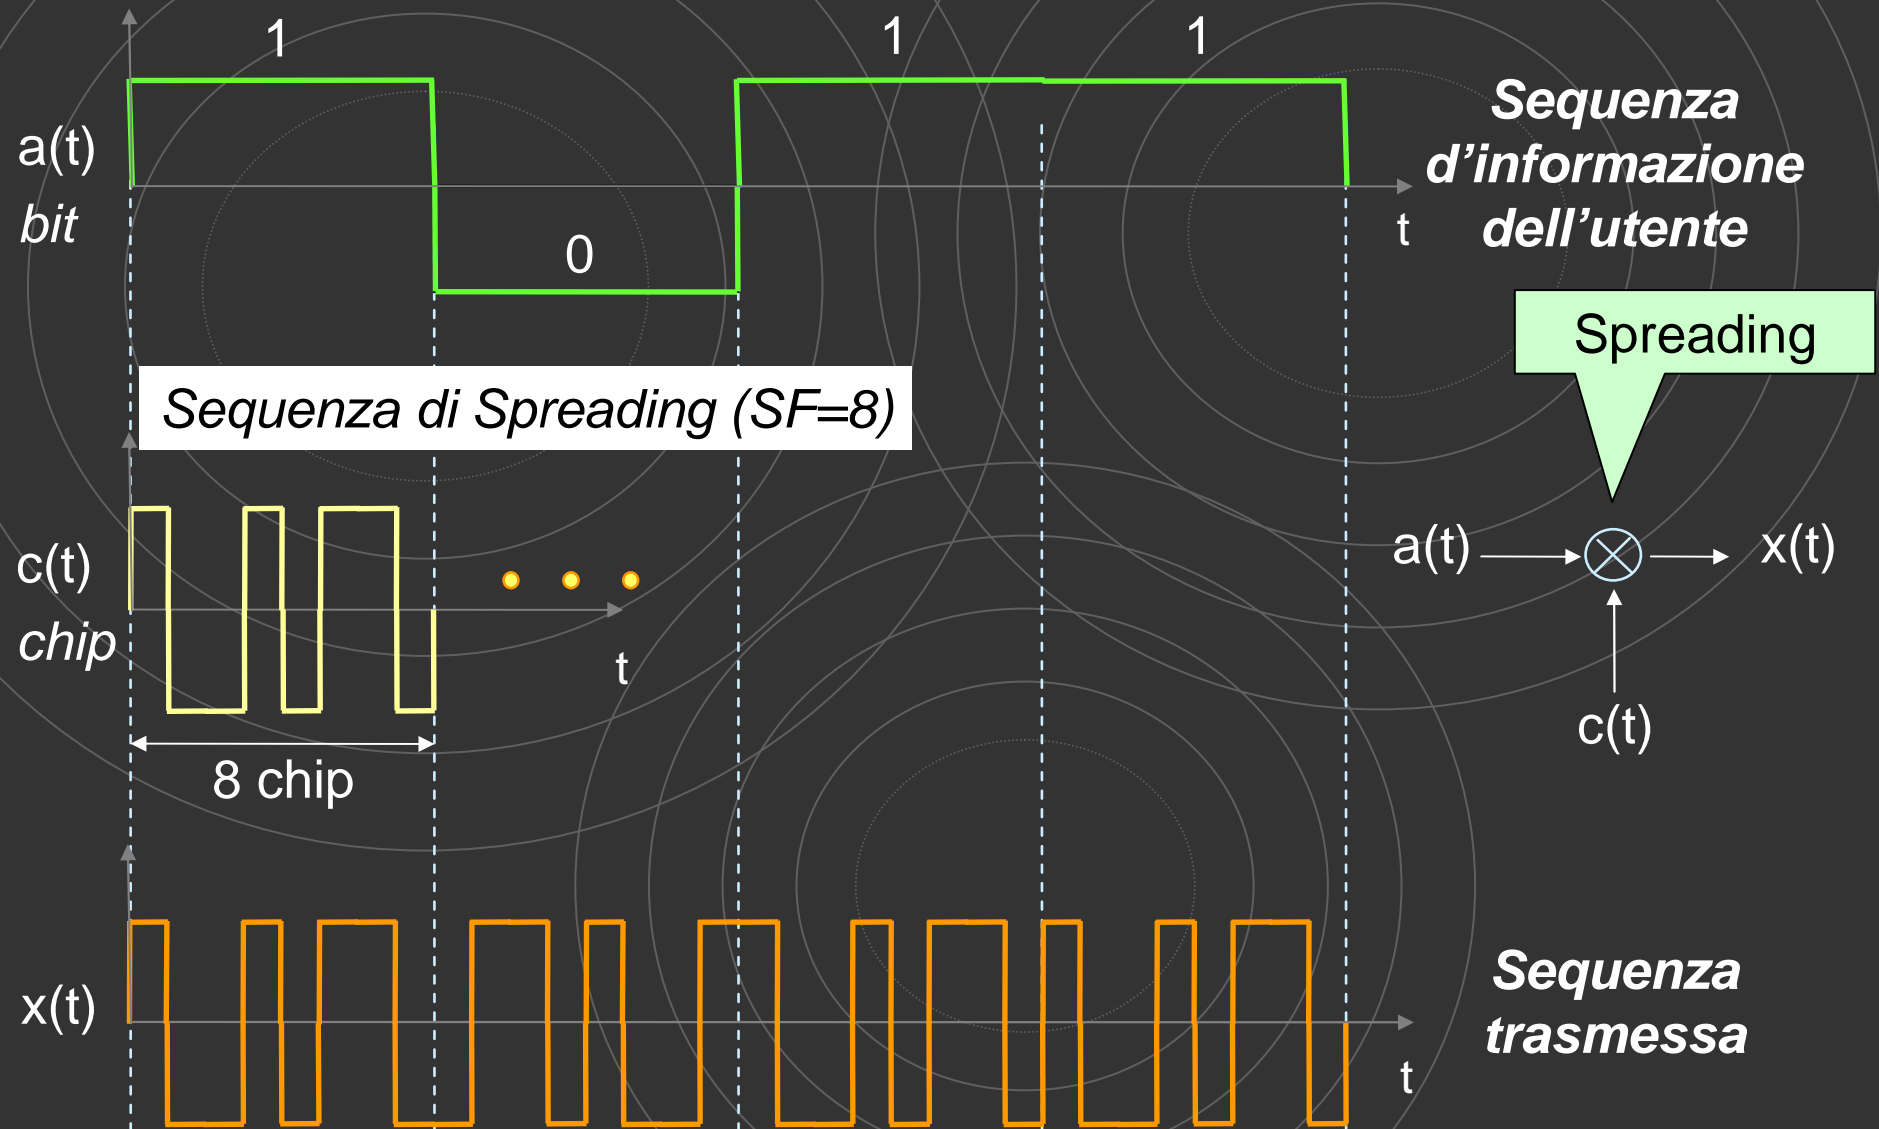 1
1
1
Sequenza
d’informazione
dell’utente
a(t)
bit
0
t
Spreading
Sequenza di Spreading (SF=8)
c(t)
chip
t
a(t)
x(t)
c(t)
8 chip
x(t)
t
Sequenza
trasmessa